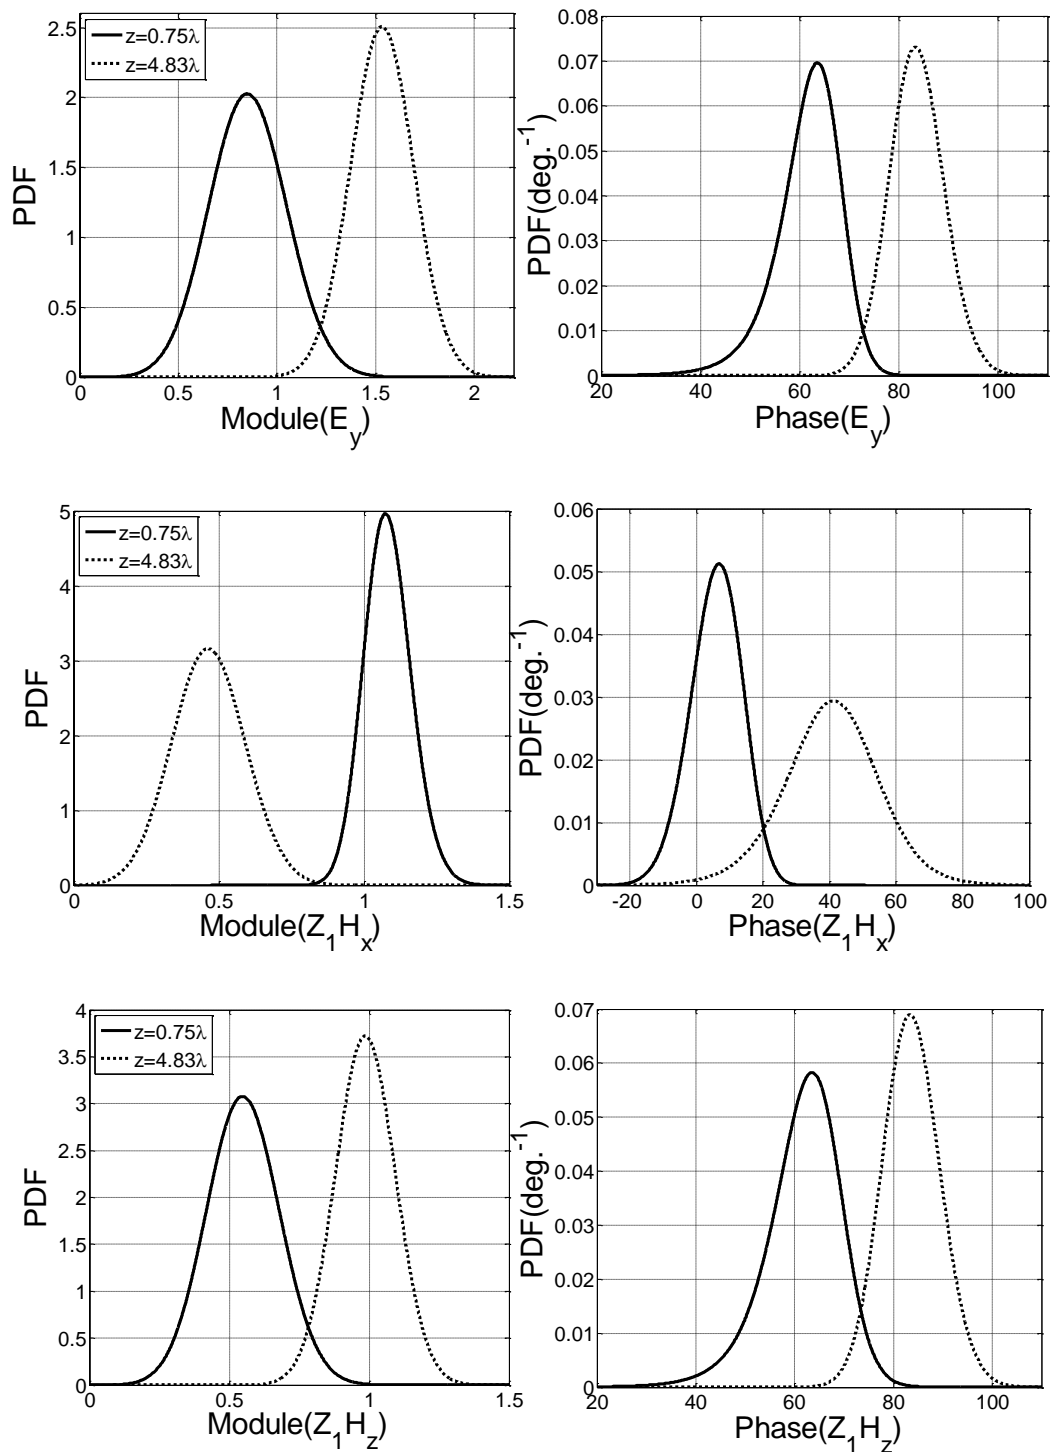 z=0.75λ
z=4.83λ
PDF
2.5
2
1.5
1
0.5
0
0 0.5 1 1.5 2
Module(E_y)
PDF(deg.^-1)
0.08
0.07
0.06
0.05
0.04
0.03
0.02
0.01
0
20 40 60 80 100
Phase(E_y)
z=0.75λ
z=4.83λ
PDF
5
4
3
2
1
0
0 0.5 1 1.5
Module(Z_1H_x)
PDF(deg.^-1)
0.06
0.05
0.04
0.03
0.02
0.01
0
-20 0 20 40 60 80 100
Phase(Z_1H_x)
z=0.75λ
z=4.83λ
PDF
4
3.5
3
2.5
2
1.5
1
0.5
0
0 0.5 1 1.5
Module(Z_1H_z)
PDF(deg.^-1)
0.07
0.06
0.05
0.04
0.03
0.02
0.01
0
20 40 60 80 100
Phase(Z_1H_z)